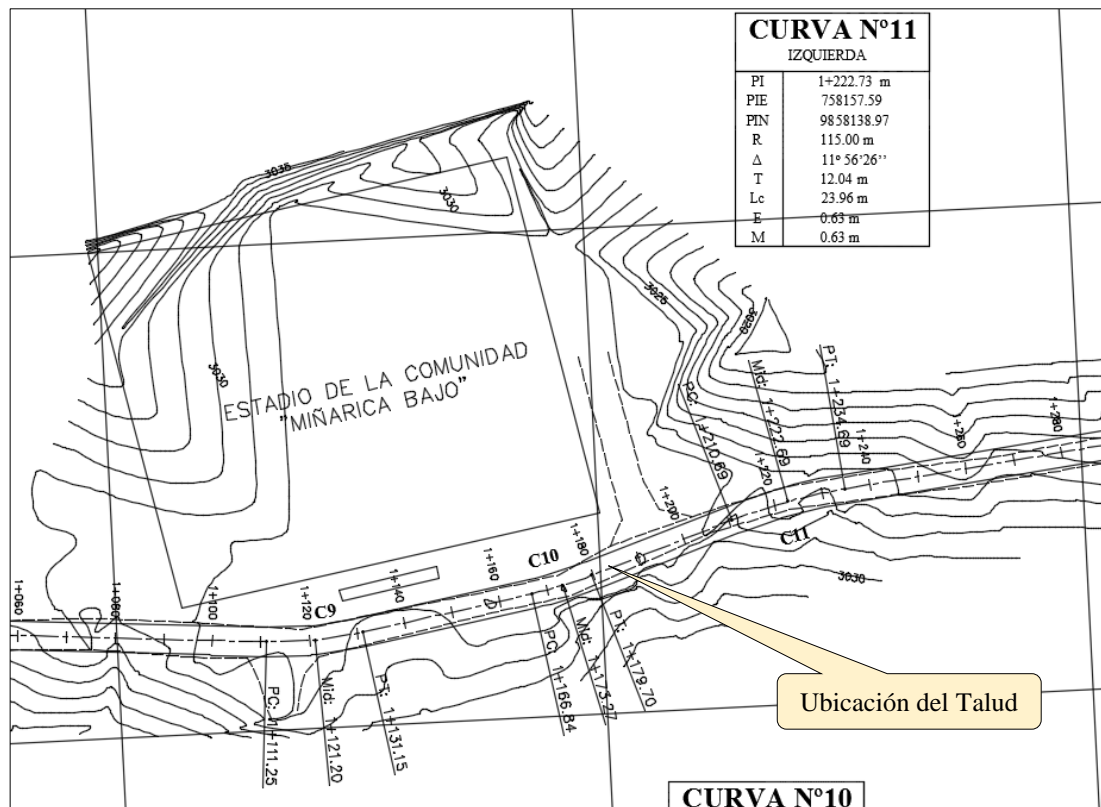 CURVA Nº11
IZQUIERDA
PI 1+222.73 m
PIE 758157.59
PIN 9858138.97
R 115.00 m
Δ 11º 56'26''
T 12.04 m
Lc 23.96 m
E 0.63 m
M 0.63 m
3035
3030
3025
3020
3030
ESTADIO DE LA COMUNIDAD
"MIÑARICA BAJO"
PC: 1+210.69
Mid: 1+222.69
PT: 1+234.69
1+060
1+080
1+100
1+120
C9
1+140
1+160
C10
1+180
1+200
1+220
C11
1+240
1+260
1+280
3030
PC: 1+111.25
Mid: 1+121.20
PT: 1+131.15
PC: 1+166.84
Mid: 1+173.27
PT: 1+179.70
Ubicación del Talud
CURVA Nº10